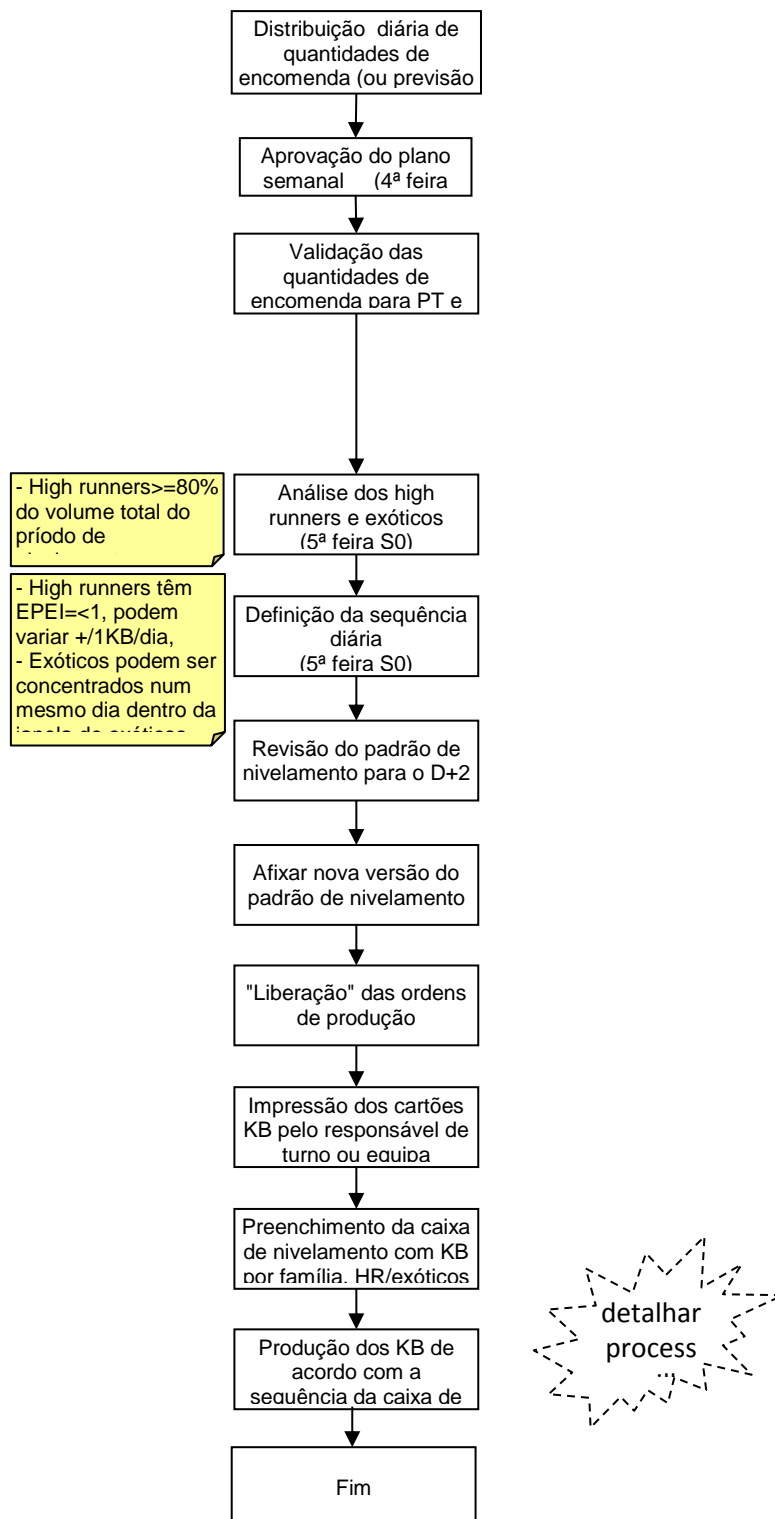 Distribuição diária de
quantidades de
encomenda (ou previsão
Aprovação do plano
semanal (4ª feira
Validação das
quantidades de
encomenda para PT e
- High runners>=80%
do volume total do
príodo de
Análise dos high
runners e exóticos
(5ª feira S0)
- High runners têm
EPEI=<1, podem
variar +/1KB/dia,
- Exóticos podem ser
concentrados num
mesmo dia dentro da
janela de exóticos
Definição da sequência
diária
(5ª feira S0)
Revisão do padrão de
nivelamento para o D+2
Afixar nova versão do
padrão de nivelamento
"Liberação" das ordens
de produção
Impressão dos cartões
KB pelo responsável de
turno ou equipa
Preenchimento da caixa
de nivelamento com KB
por família, HR/exóticos
detalhar
process
...
Produção dos KB de
acordo com a
sequência da caixa de
Fim